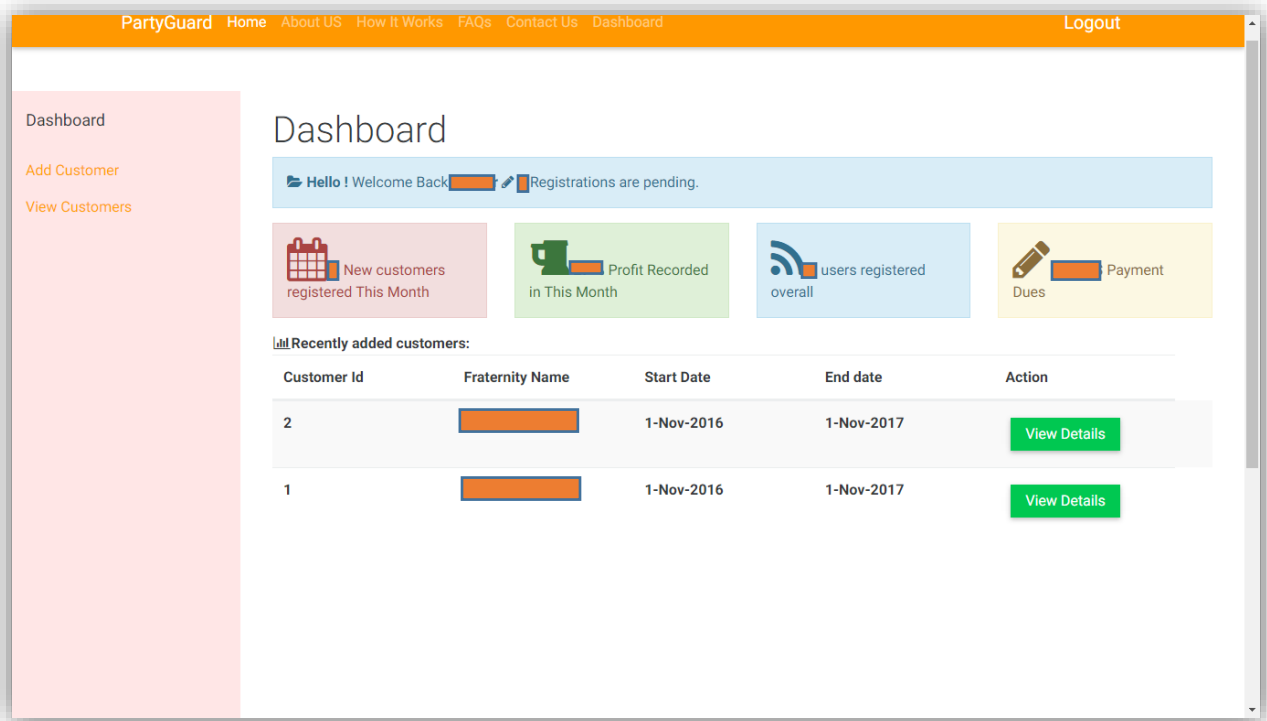 PartyGuard Home About US How It Works FAQs Contact Us Dashboard Logout
Dashboard
Add Customer
View Customers
Dashboard
Hello ! Welcome Back Registrations are pending.
New customers
registered This Month
Profit Recorded
in This Month
users registered
overall
Payment
Dues
Recently added customers:
Customer Id Fraternity Name Start Date End date Action
2 1-Nov-2016 1-Nov-2017 View Details
1 1-Nov-2016 1-Nov-2017 View Details